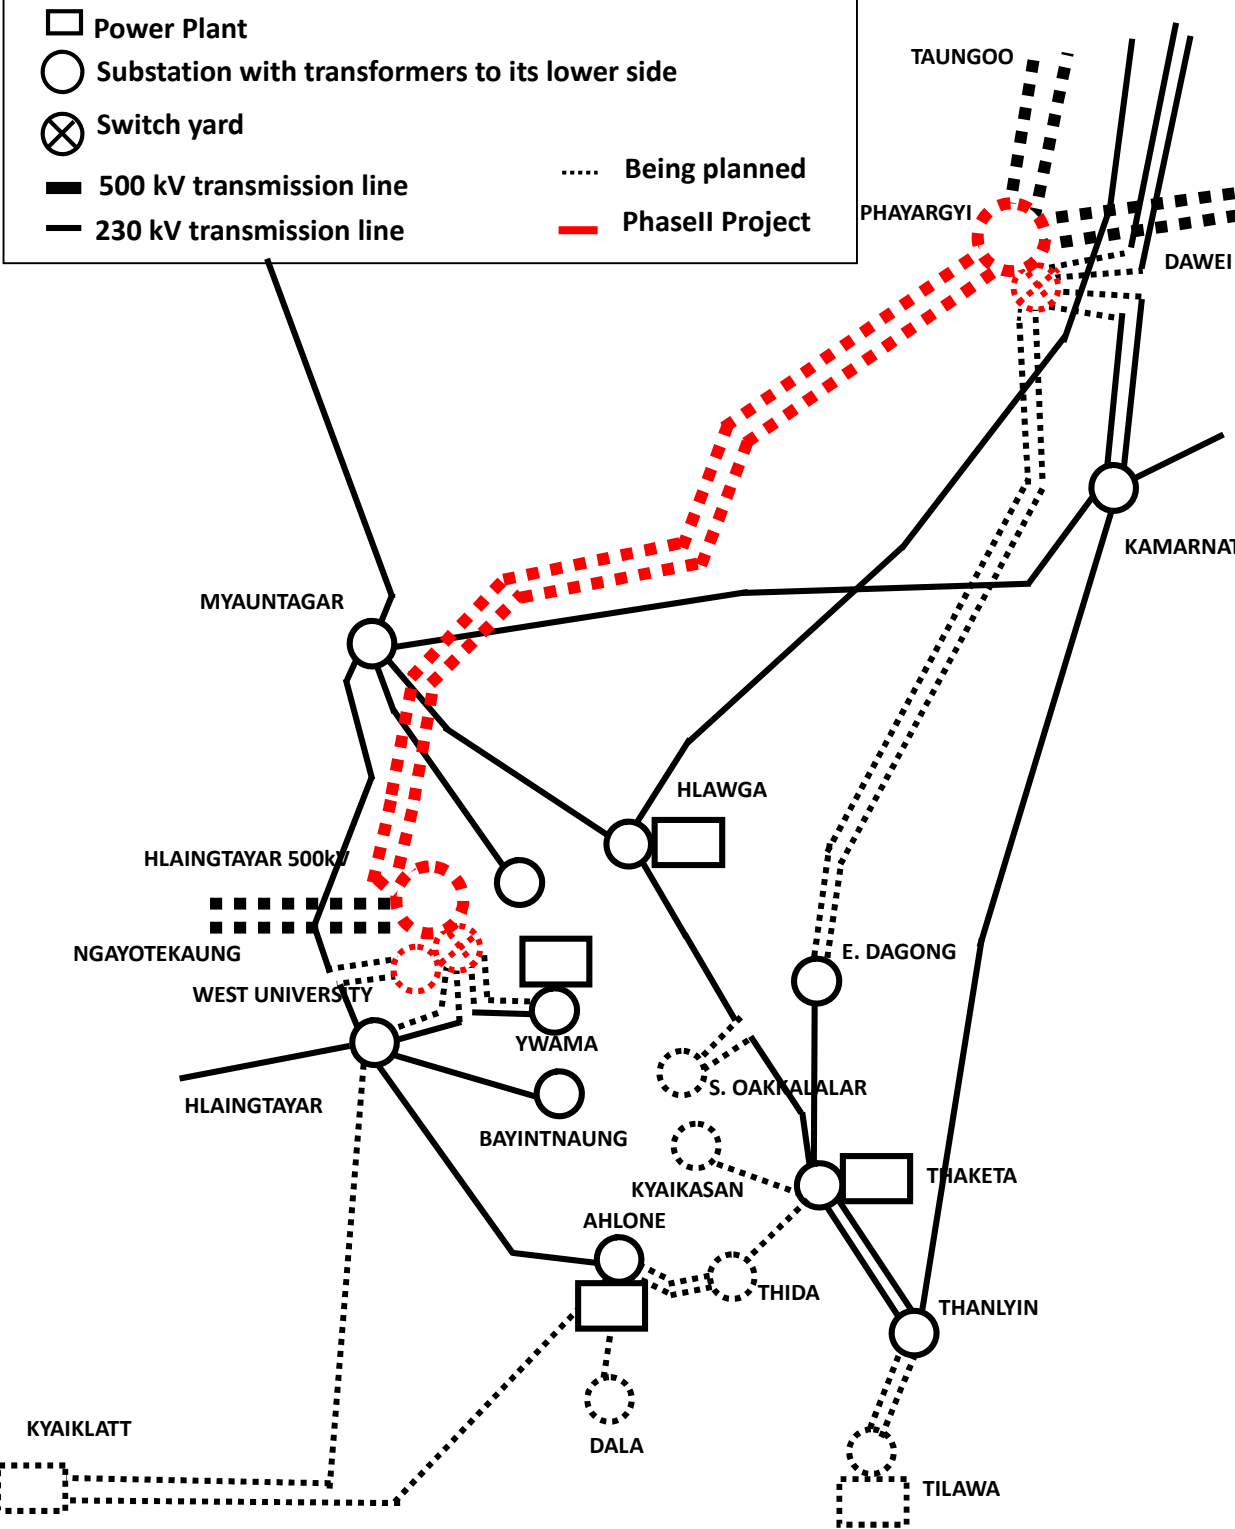 Power Plant
Substation with transformers to its lower side
Switch yard
500 kV transmission line
Being planned
230 kV transmission line
PhaseII Project
TAUNGOO
PHAYARGYI
DAWEI
KAMARNAT
MYAUNTAGAR
HLAWGA
HLAINGTAYAR 500kV
NGAYOTEKAUNG
E. DAGONG
WEST UNIVERSITY
YWAMA
S. OAKKALALAR
HLAINGTAYAR
BAYINTNAUNG
KYAIKASAN
THAKETA
AHLONE
THIDA
THANLYIN
KYAIKLATT
DALA
TILAWA